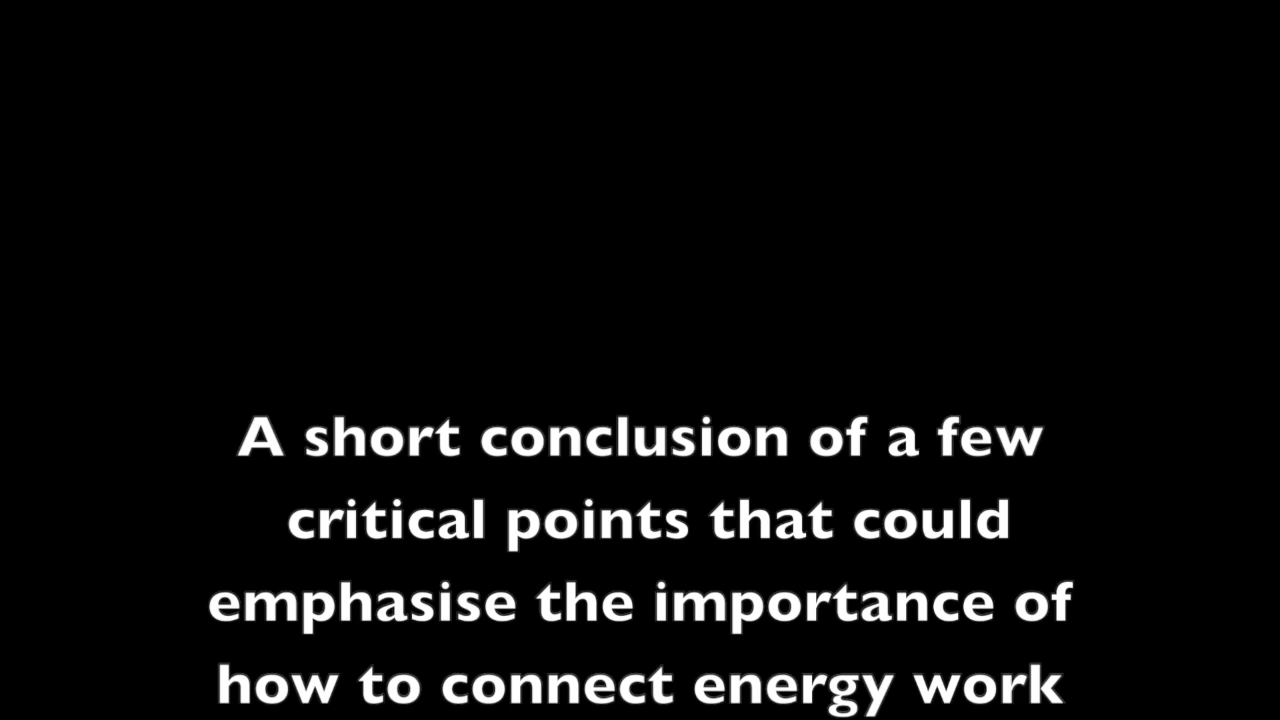 A short conclusion of a few
critical points that could
emphasise the importance of
how to connect energy work